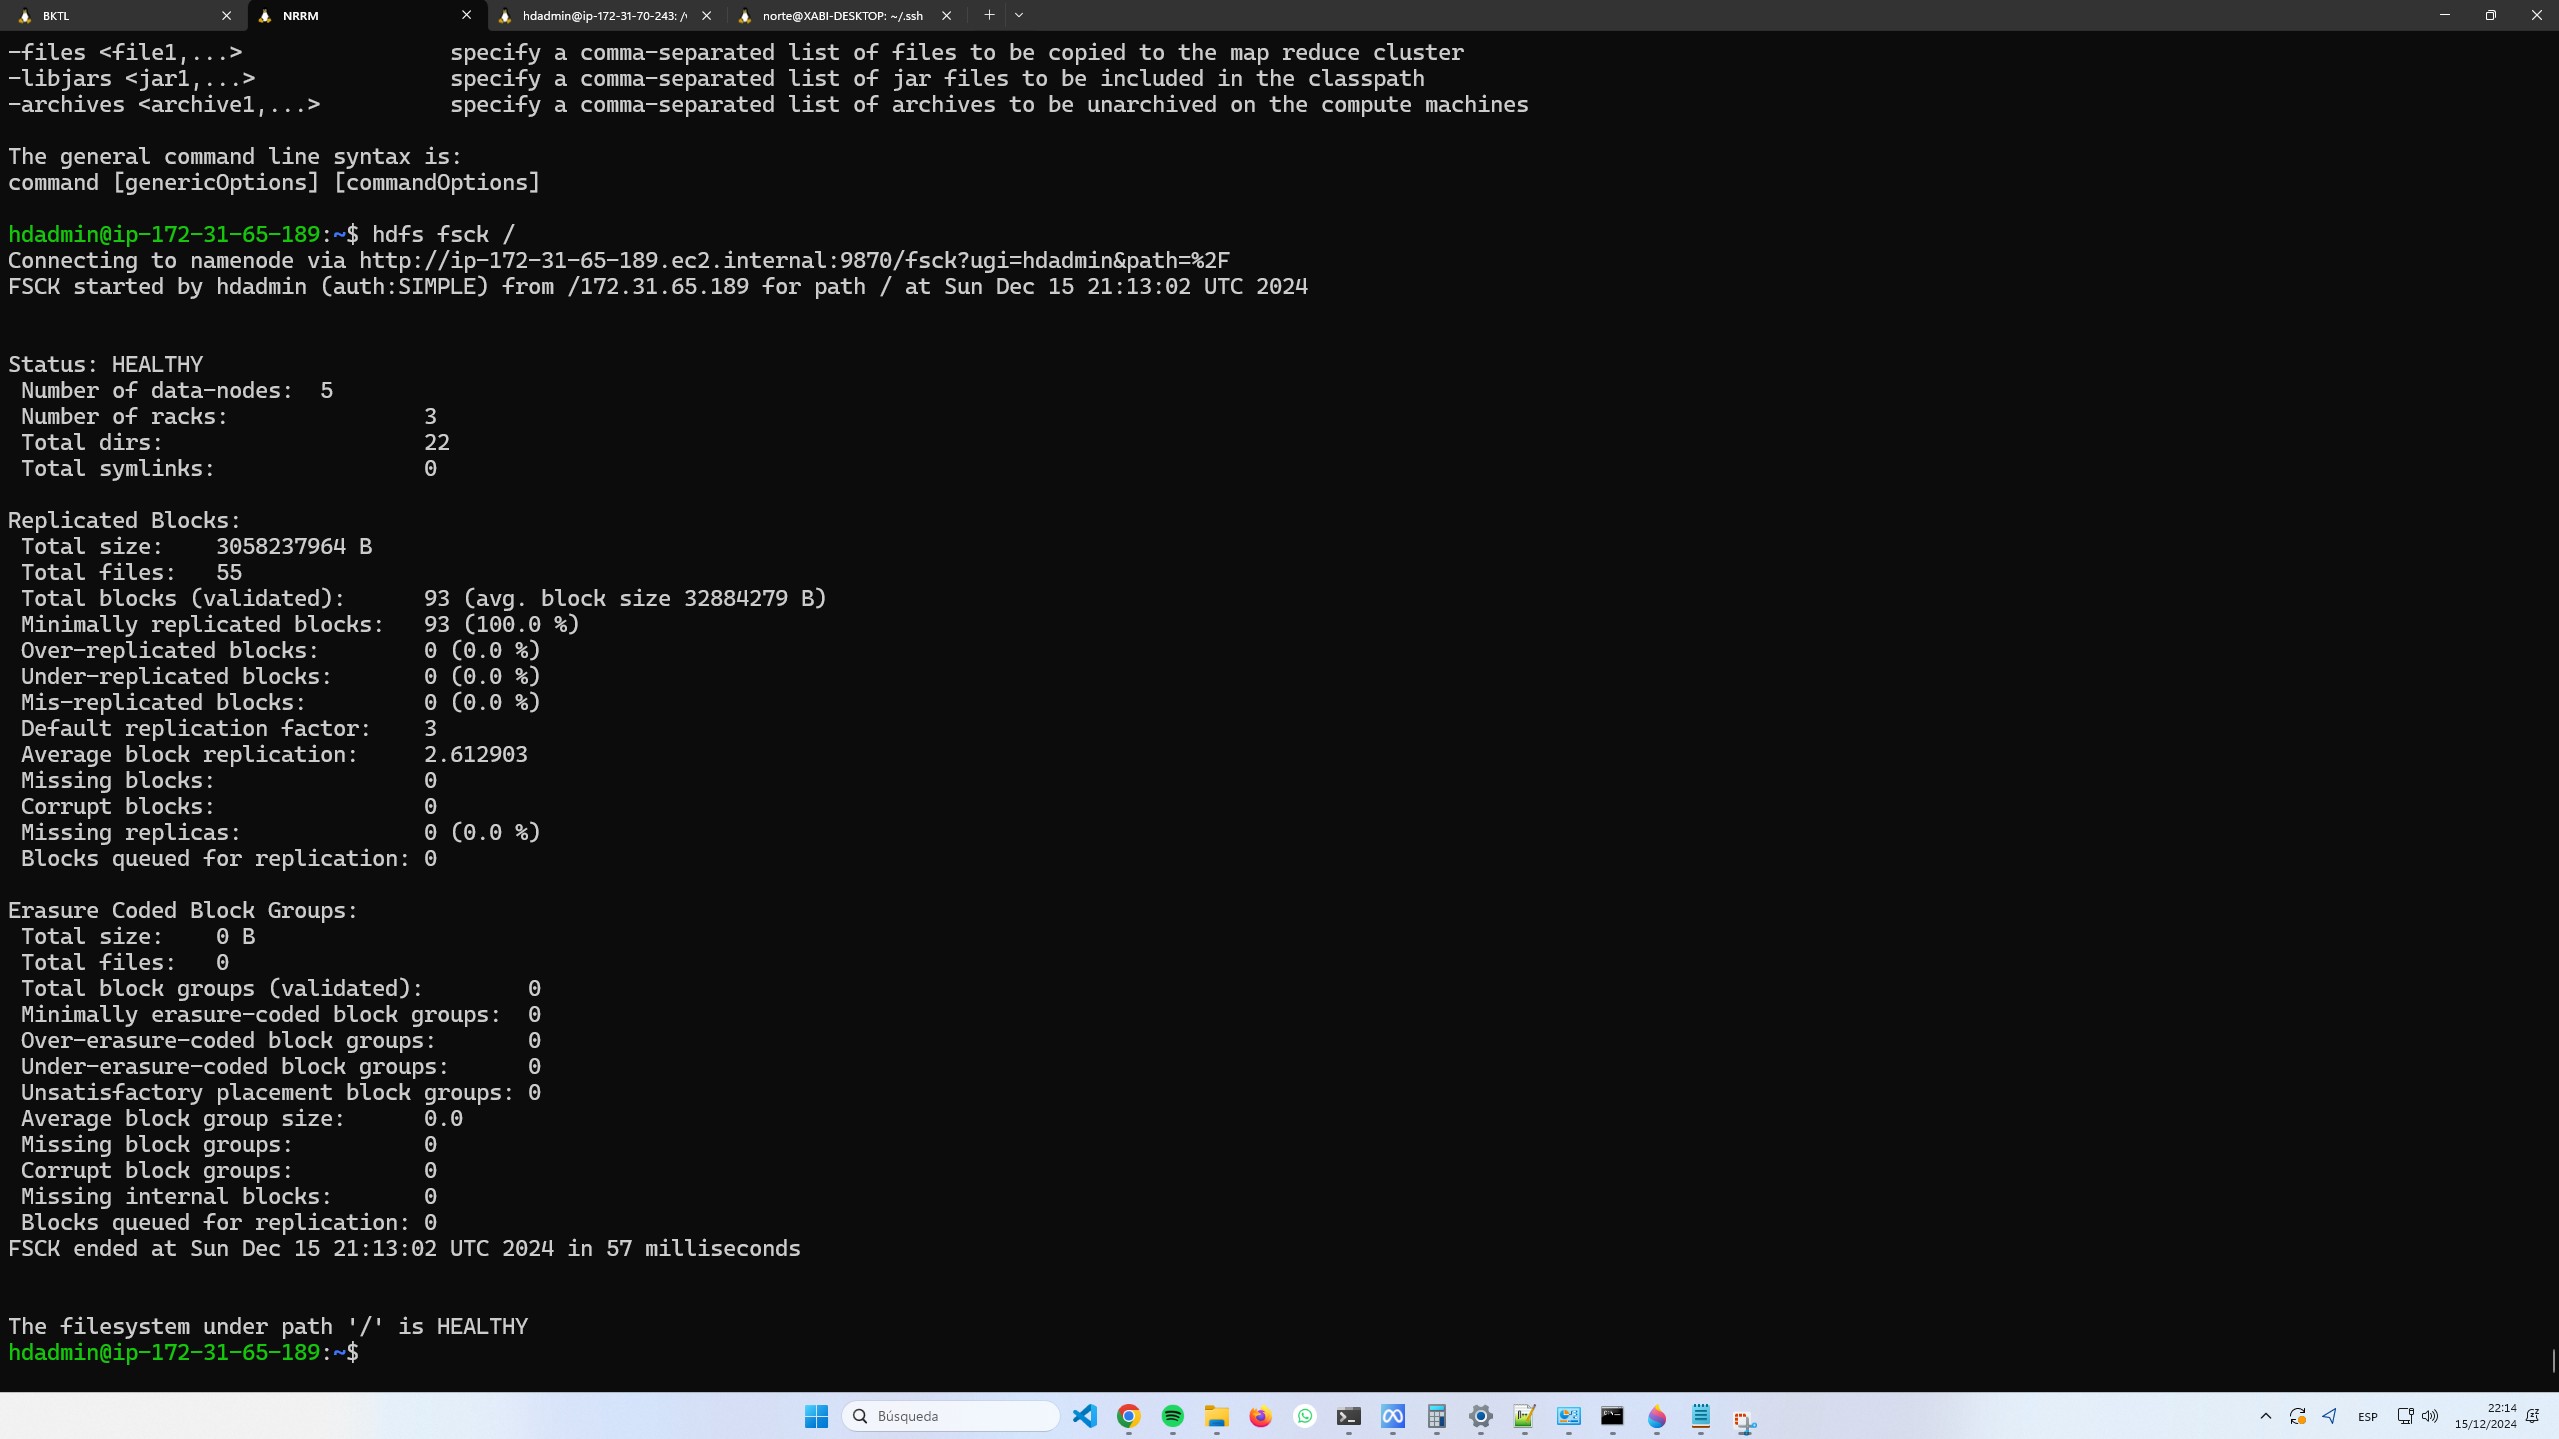 BKTL
NRRM
hdadmin@ip-172-31-70-243: /
norte@XABI-DESKTOP: ~/.ssh
-files <file1,...> specify a comma-separated list of files to be copied to the map reduce cluster
-libjars <jar1,...> specify a comma-separated list of jar files to be included in the classpath
-archives <archive1,...> specify a comma-separated list of archives to be unarchived on the compute machines
The general command line syntax is:
command [genericOptions] [commandOptions]
hdadmin@ip-172-31-65-189:~$ hdfs fsck /
Connecting to namenode via http://ip-172-31-65-189.ec2.internal:9870/fsck?ugi=hdadmin&path=%2F
FSCK started by hdadmin (auth:SIMPLE) from /172.31.65.189 for path / at Sun Dec 15 21:13:02 UTC 2024
Status: HEALTHY
Number of data-nodes: 5
Number of racks: 3
Total dirs: 22
Total symlinks: 0
Replicated Blocks:
Total size: 3058237964 B
Total files: 55
Total blocks (validated): 93 (avg. block size 32884279 B)
Minimally replicated blocks: 93 (100.0 %)
Over-replicated blocks: 0 (0.0 %)
Under-replicated blocks: 0 (0.0 %)
Mis-replicated blocks: 0 (0.0 %)
Default replication factor: 3
Average block replication: 2.612903
Missing blocks: 0
Corrupt blocks: 0
Missing replicas: 0 (0.0 %)
Blocks queued for replication: 0
Erasure Coded Block Groups:
Total size: 0 B
Total files: 0
Total block groups (validated): 0
Minimally erasure-coded block groups: 0
Over-erasure-coded block groups: 0
Under-erasure-coded block groups: 0
Unsatisfactory placement block groups: 0
Average block group size: 0.0
Missing block groups: 0
Corrupt block groups: 0
Missing internal blocks: 0
Blocks queued for replication: 0
FSCK ended at Sun Dec 15 21:13:02 UTC 2024 in 57 milliseconds
The filesystem under path '/' is HEALTHY
hdadmin@ip-172-31-65-189:~$
Búsqueda
ESP
22:14
15/12/2024